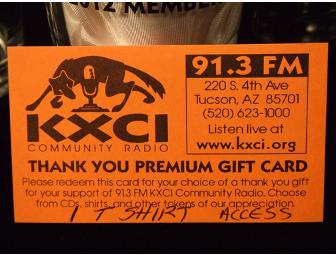 2012 MEMBER
KXCI
COMMUNITY RADIO
91.3 FM
220 S. 4th Ave
Tucson, AZ 85701
(520) 623-1000
Listen live at
www.kxci.org
THANK YOU PREMIUM GIFT CARD
Please redeem this card for your choice of a thank you gift
for your support of 91.3 FM KXCI Community Radio. Choose
from CDs, shirts, and other tokens of our appreciation.
1 T SHIRT ACCESS